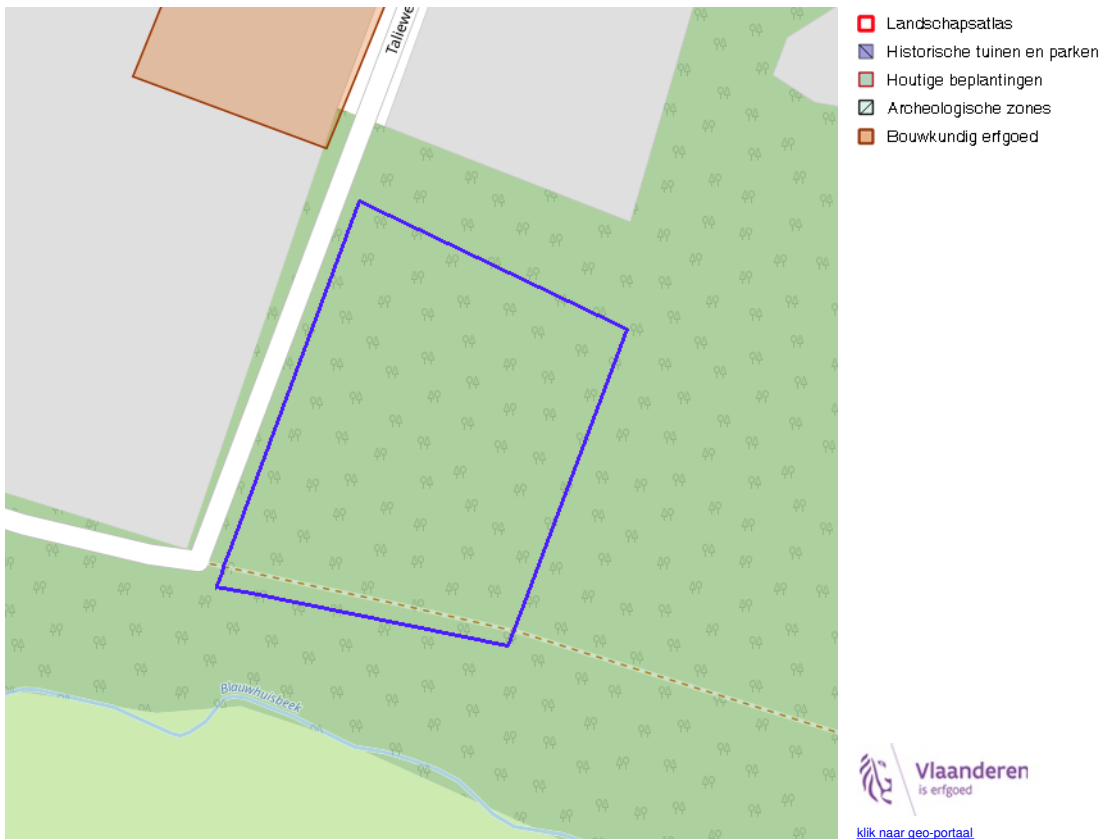 Taliewe
Landschapsatlas
Historische tuinen en parken
Houtige beplantingen
Archeologische zones
Bouwkundig erfgoed
Blauwhuisbeek
Vlaanderen
is erfgoed
klik naar geo-portaal